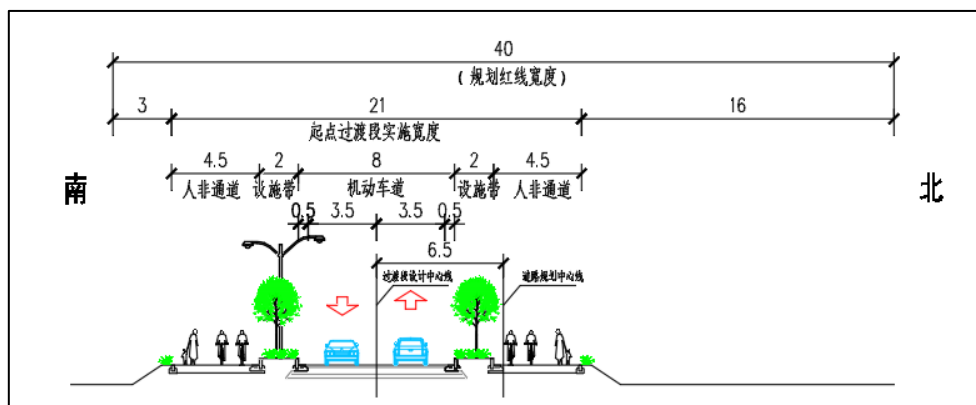 40
（规划红线宽度）
3 21 16
起点过渡段实施宽度
4.5 2 8 2 4.5
人非通道 设施带 机动车道 设施带 人非通道
南 北
0.5 3.5 3.5 0.5
6.5
过渡段设计中心线 道路规划中心线